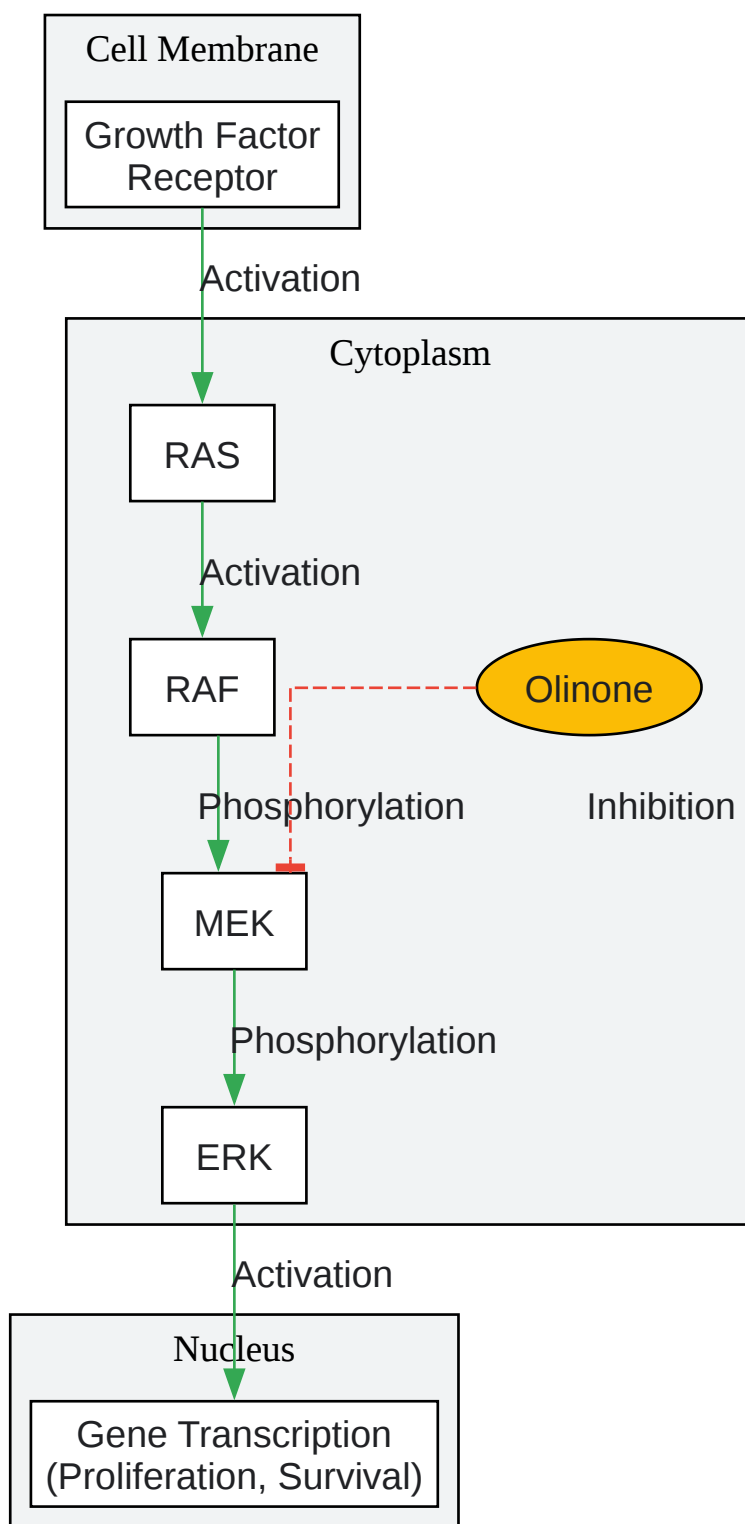 Cell Membrane
Growth Factor
Receptor
Activation
Cytoplasm
RAS
Activation
RAF
Olinone
Phosphorylation
Inhibition
MEK
Phosphorylation
ERK
Activation
Nucleus
Gene Transcription
(Proliferation, Survival)